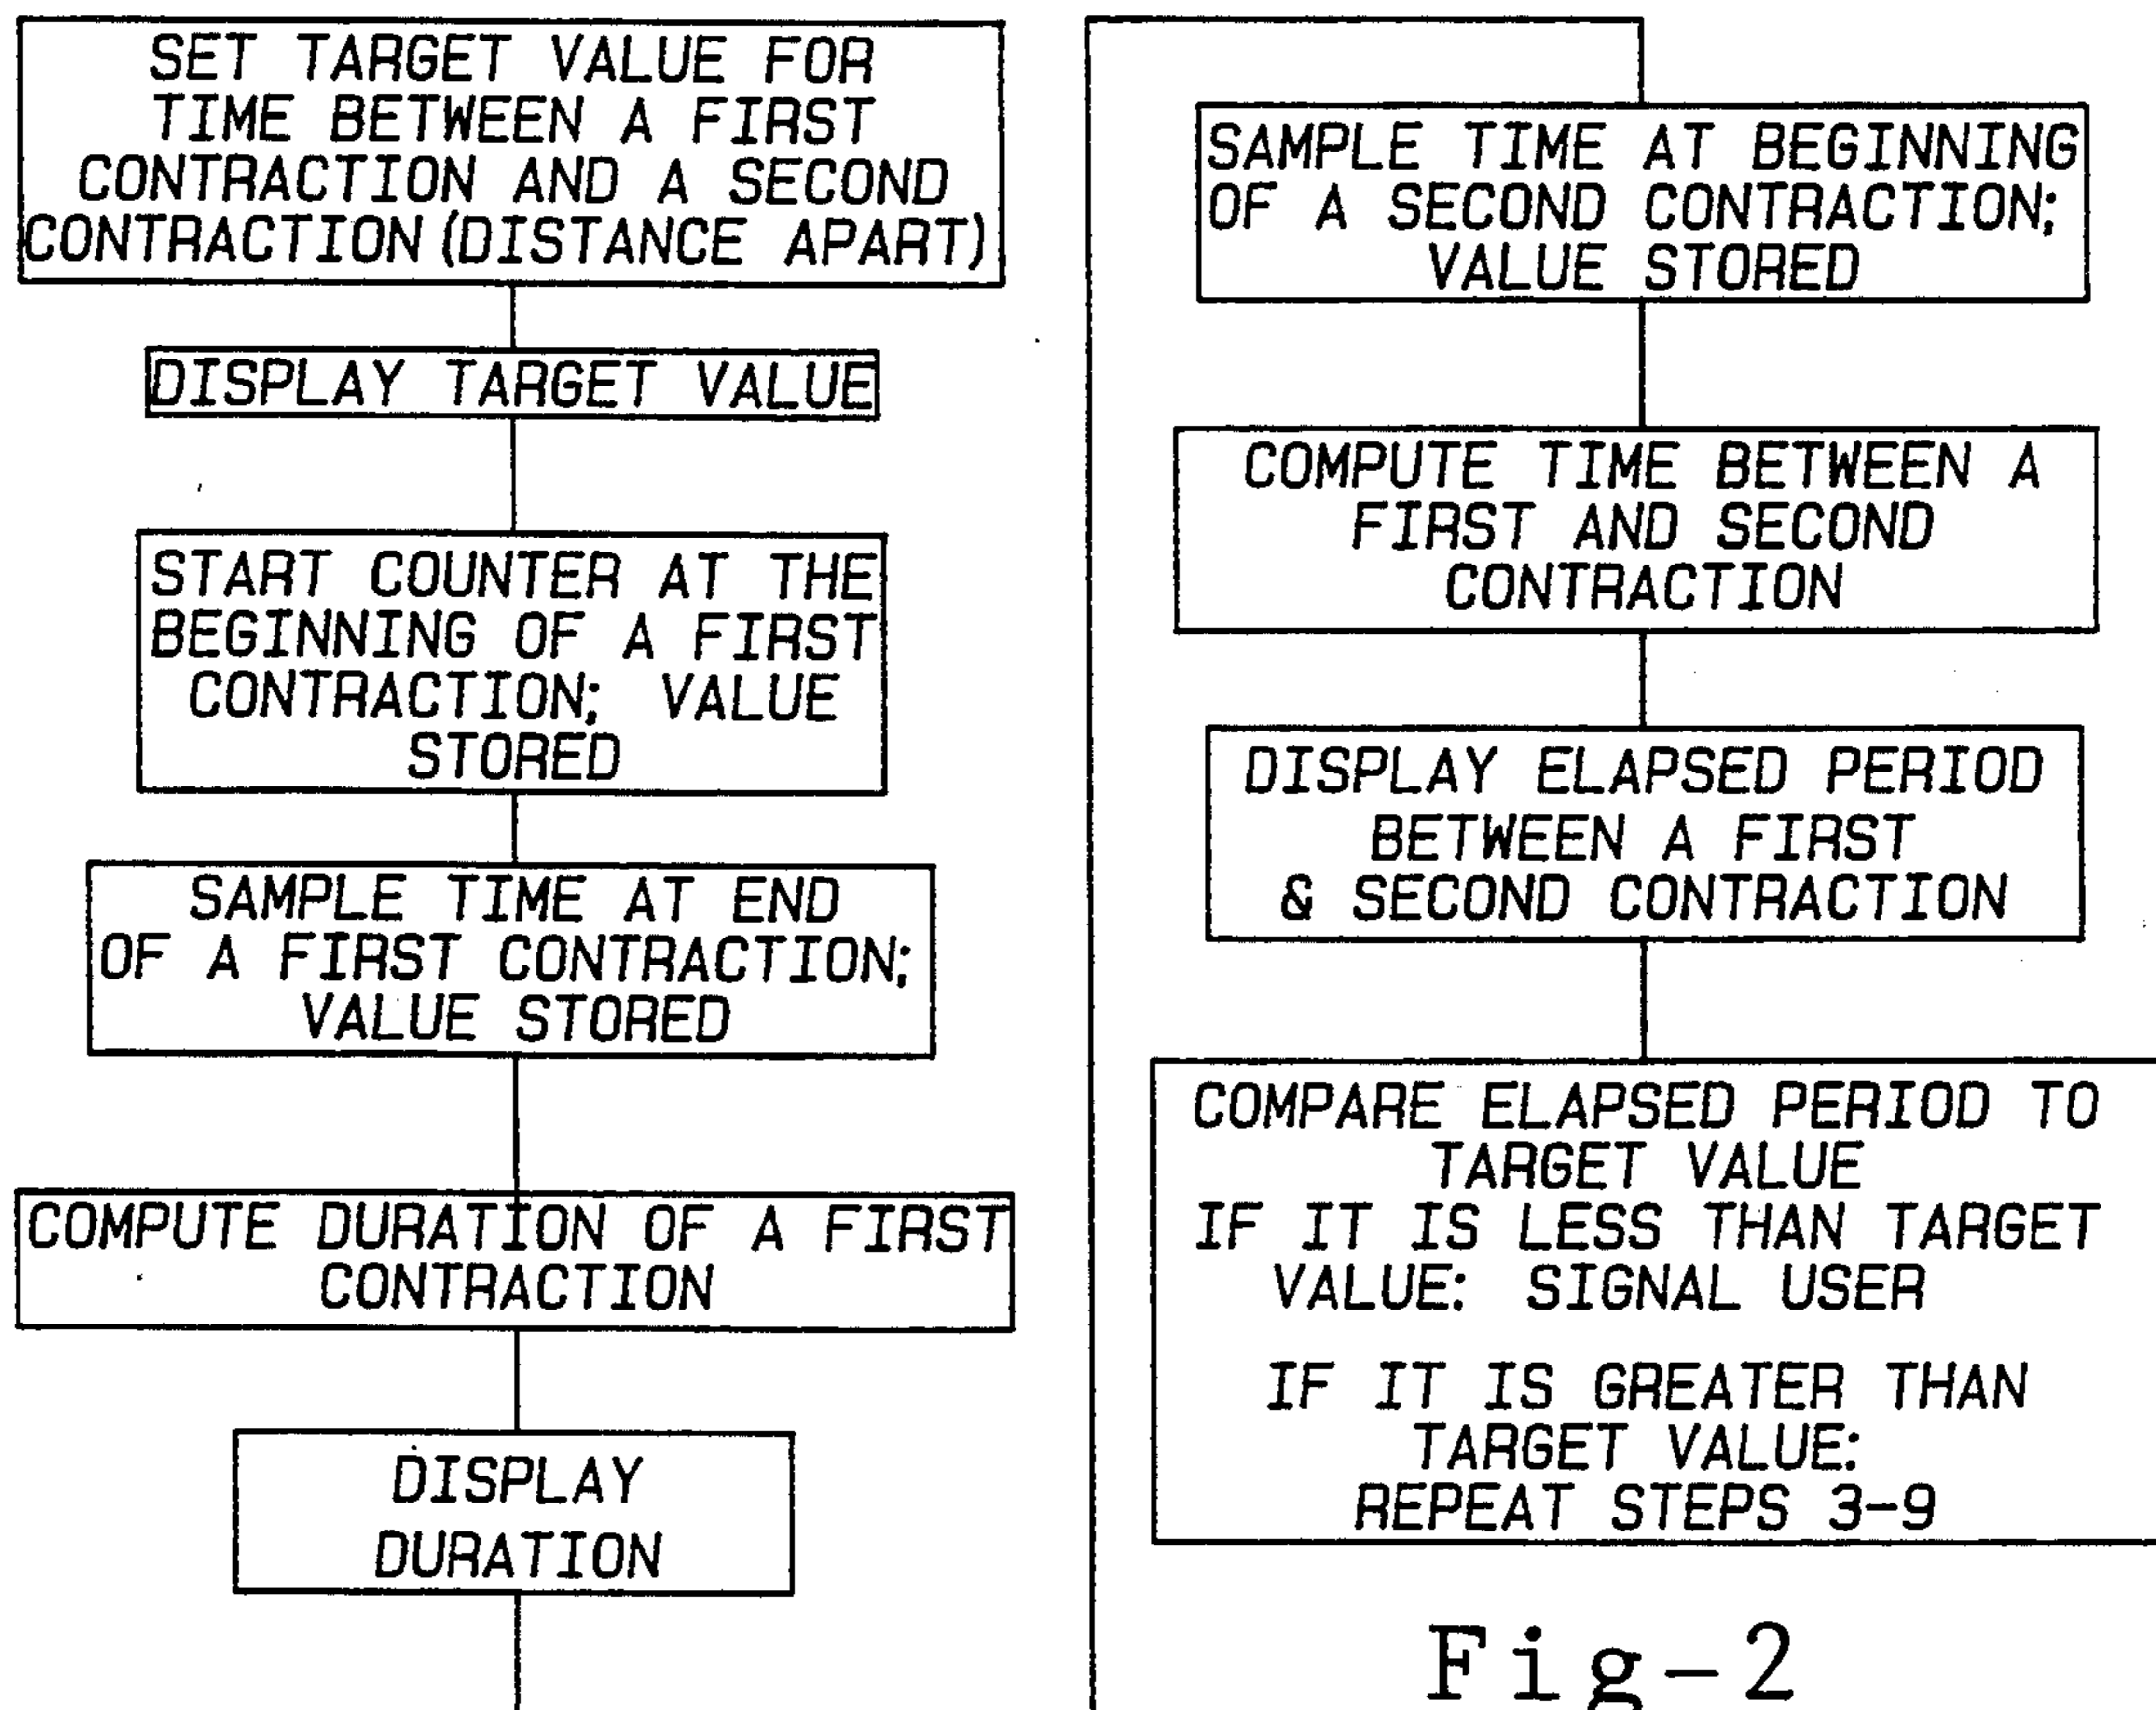 SET TARGET VALUE FOR
TIME BETWEEN A FIRST
CONTRACTION AND A SECOND
CONTRACTION (DISTANCE APART)
DISPLAY TARGET VALUE
START COUNTER AT THE
BEGINNING OF A FIRST
CONTRACTION; VALUE
STORED
SAMPLE TIME AT END
OF A FIRST CONTRACTION;
VALUE STORED
COMPUTE DURATION OF A FIRST
CONTRACTION
DISPLAY
DURATION
SAMPLE TIME AT BEGINNING
OF A SECOND CONTRACTION;
VALUE STORED
COMPUTE TIME BETWEEN A
FIRST AND SECOND
CONTRACTION
DISPLAY ELAPSED PERIOD
BETWEEN A FIRST
& SECOND CONTRACTION
COMPARE ELAPSED PERIOD TO
TARGET VALUE
IF IT IS LESS THAN TARGET
VALUE: SIGNAL USER
IF IT IS GREATER THAN
TARGET VALUE:
REPEAT STEPS 3-9
Fig-2